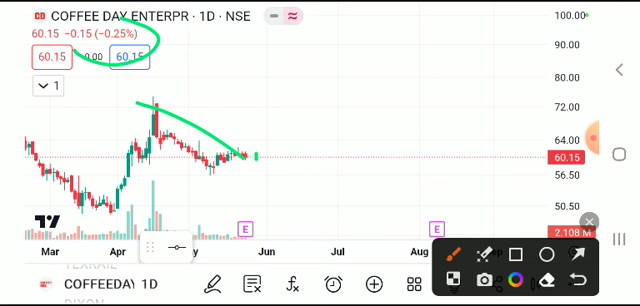 COFFEE DAY ENTERPR · 1D · NSE
60.15 −0.15 (−0.25%)
60.15 0.00 60.15
1
100.00
90.00
80.00
72.00
64.00
60.15
56.50
50.50
2.108 M
E E
Mar Apr Jun Jul Aug
COFFEEDAY 1D